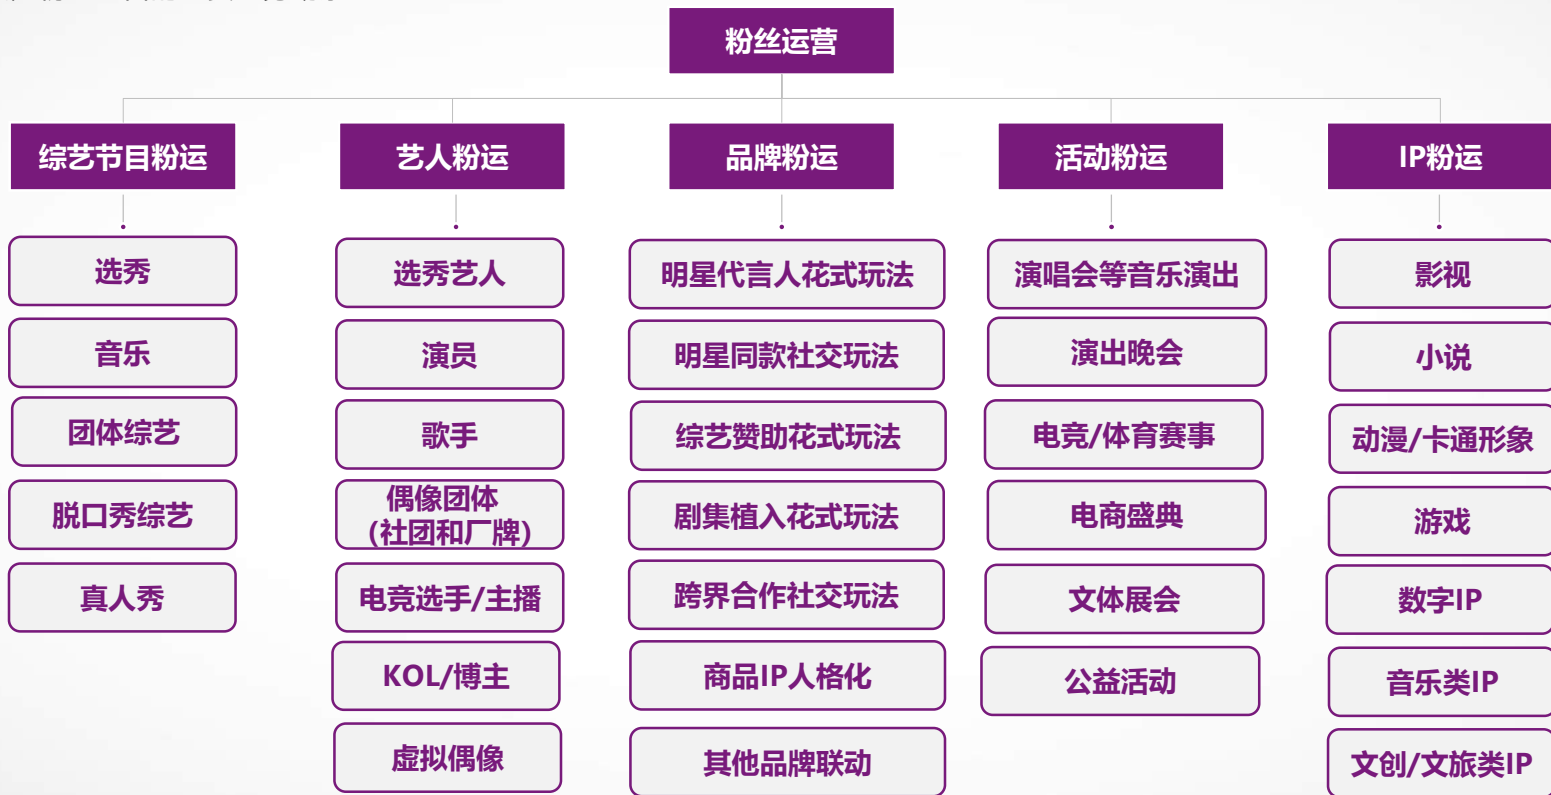 粉丝运营
综艺节目粉运
艺人粉运
品牌粉运
活动粉运
IP粉运
选秀
音乐
团体综艺
脱口秀综艺
真人秀
选秀艺人
演员
歌手
偶像团体
(社团和厂牌)
电竞选手/主播
KOL/博主
虚拟偶像
明星代言人花式玩法
明星同款社交玩法
综艺赞助花式玩法
剧集植入花式玩法
跨界合作社交玩法
商品IP人格化
其他品牌联动
演唱会等音乐演出
演出晚会
电竞/体育赛事
电商盛典
文体展会
公益活动
影视
小说
动漫/卡通形象
游戏
数字IP
音乐类IP
文创/文旅类IP